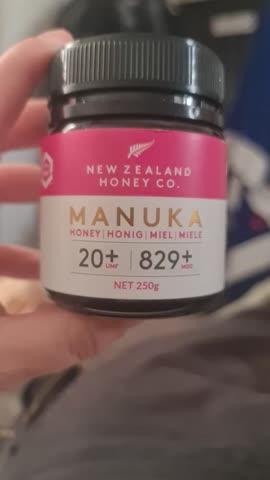 NEW ZEALAND
HONEY CO.
MANUKA
HONEY | HONIG | MIEL | MIELE
20+ UMF | 829+ MGO
NET 250g